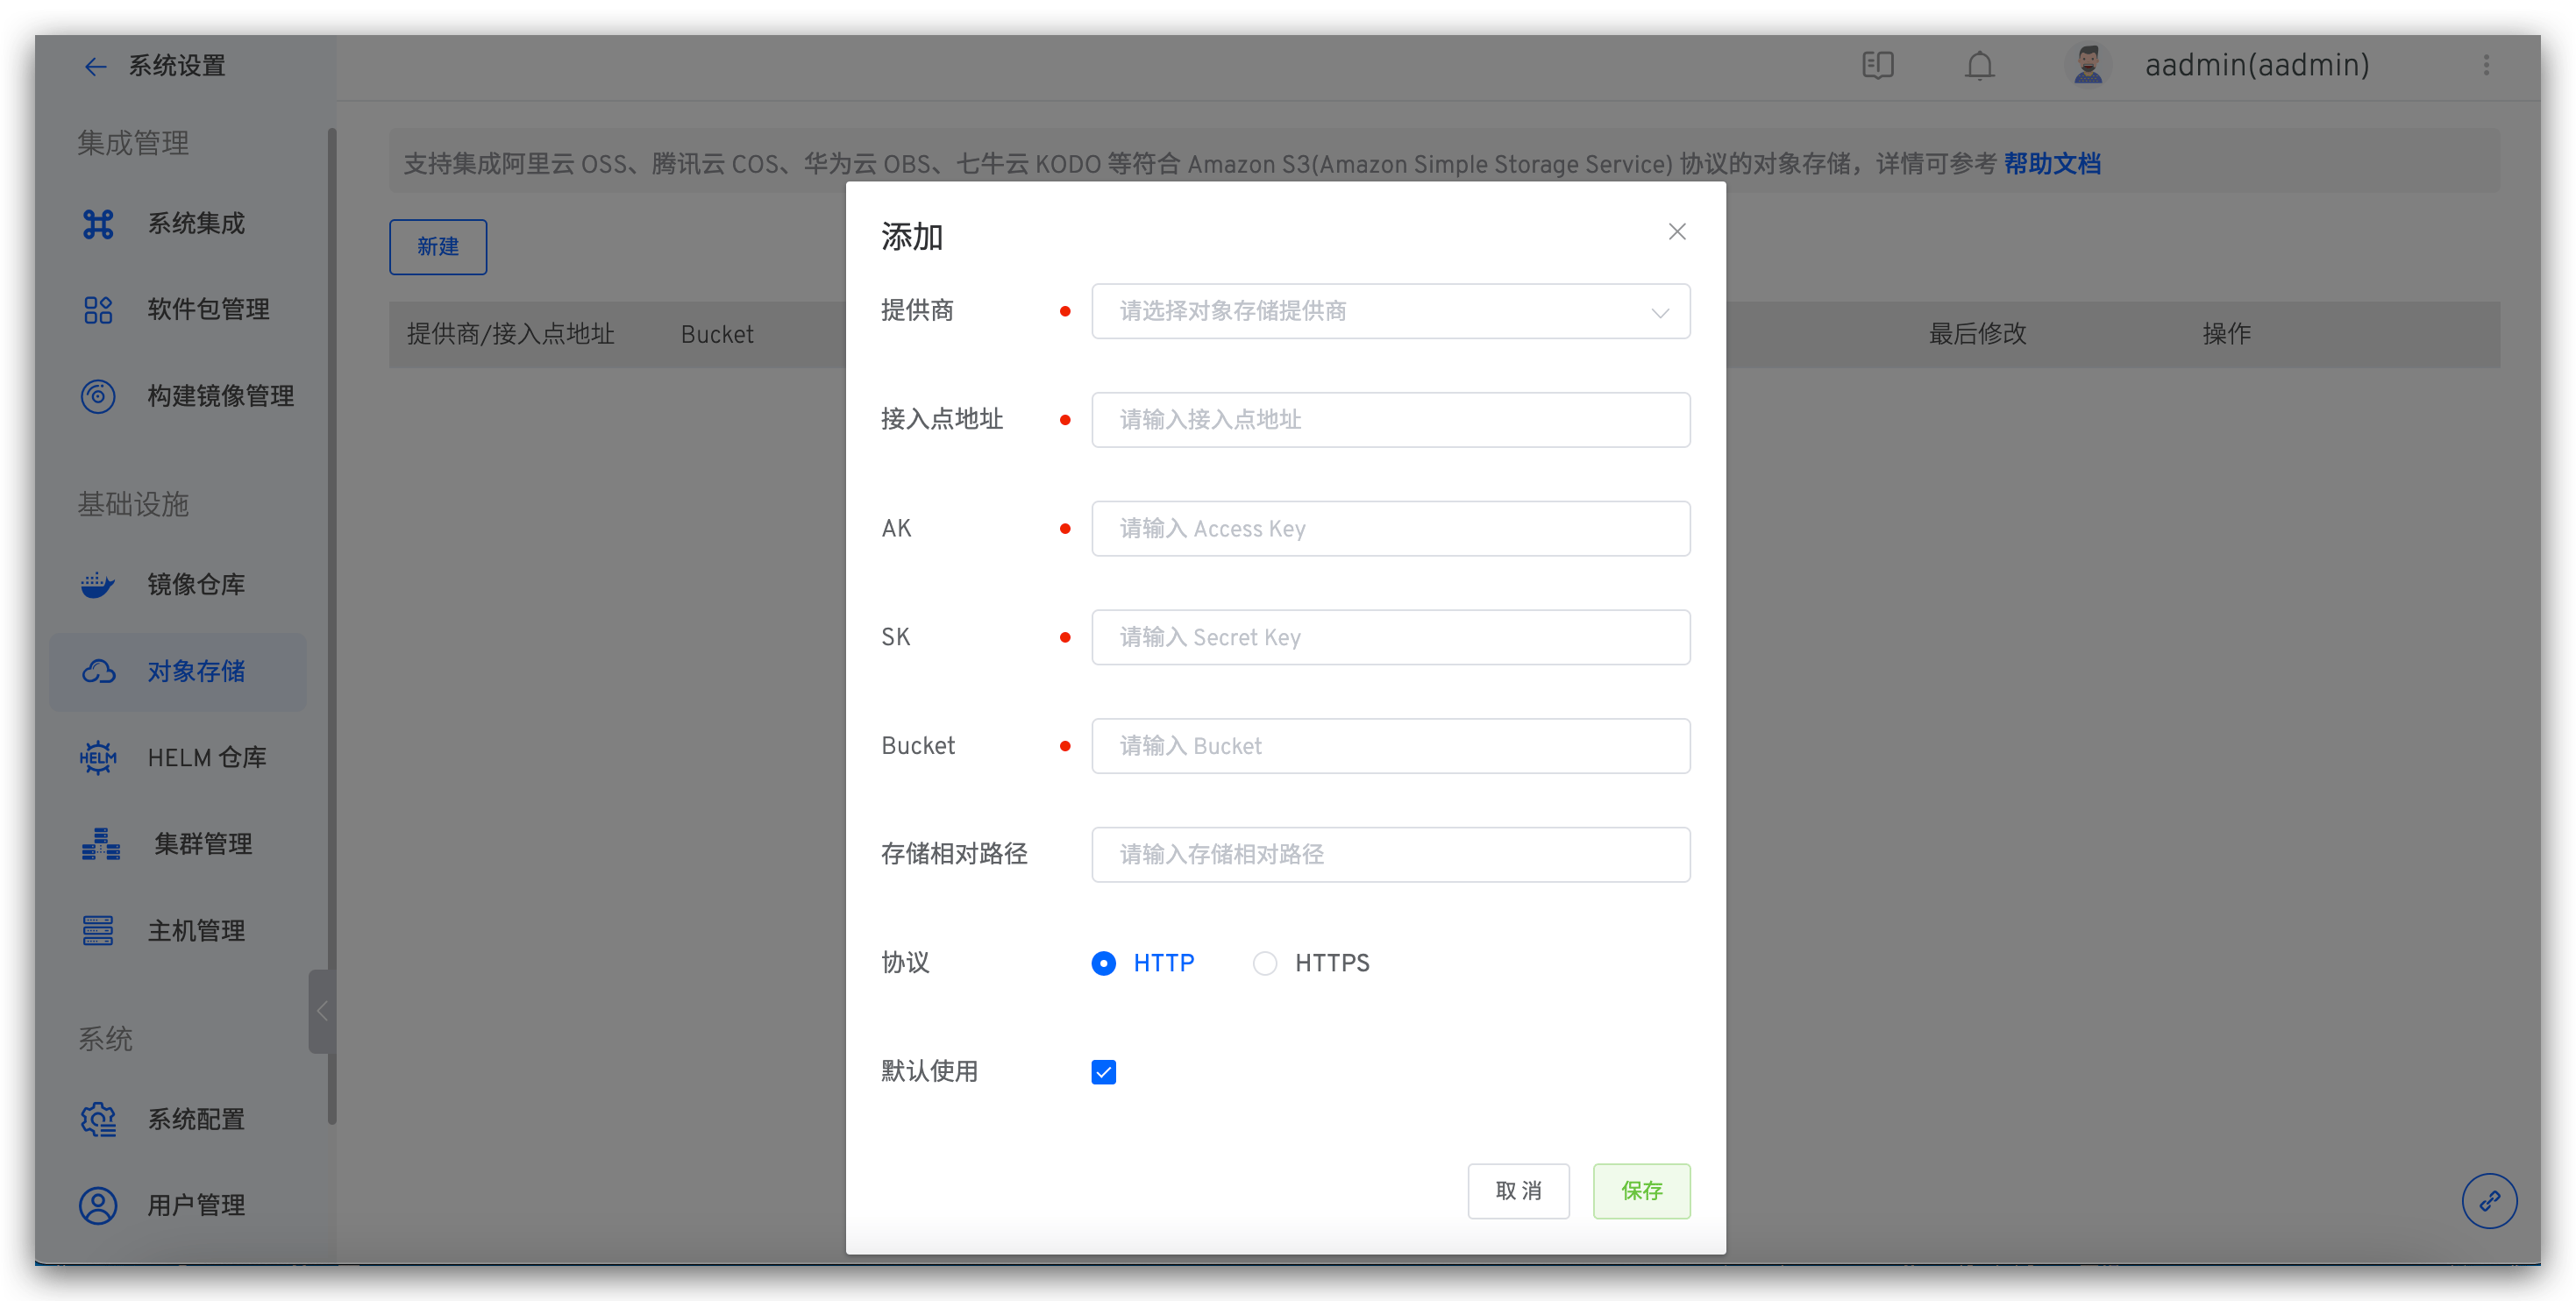 系统设置
aadmin(aadmin)
集成管理
系统集成
软件包管理
构建镜像管理
基础设施
镜像仓库
对象存储
HELM
HELM 仓库
集群管理
主机管理
系统
系统配置
用户管理
支持集成阿里云 OSS、腾讯云 COS、华为云 OBS、七牛云 KODO 等符合 Amazon S3(Amazon Simple Storage Service) 协议的对象存储，详情可参考 帮助文档
新建
提供商/接入点地址 Bucket 最后修改 操作
添加
提供商 请选择对象存储提供商
接入点地址 请输入接入点地址
AK 请输入 Access Key
SK 请输入 Secret Key
Bucket 请输入 Bucket
存储相对路径 请输入存储相对路径
协议 HTTP HTTPS
默认使用
取消 保存